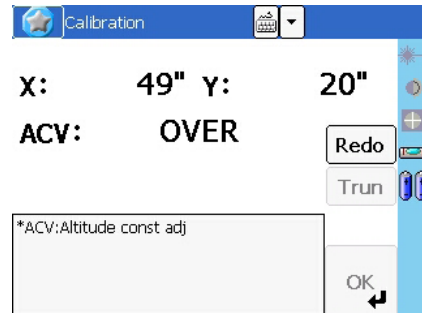 Calibration
X: 49" Y: 20"
ACV: OVER
Redo
Trun
*ACV:Altitude const adj
OK